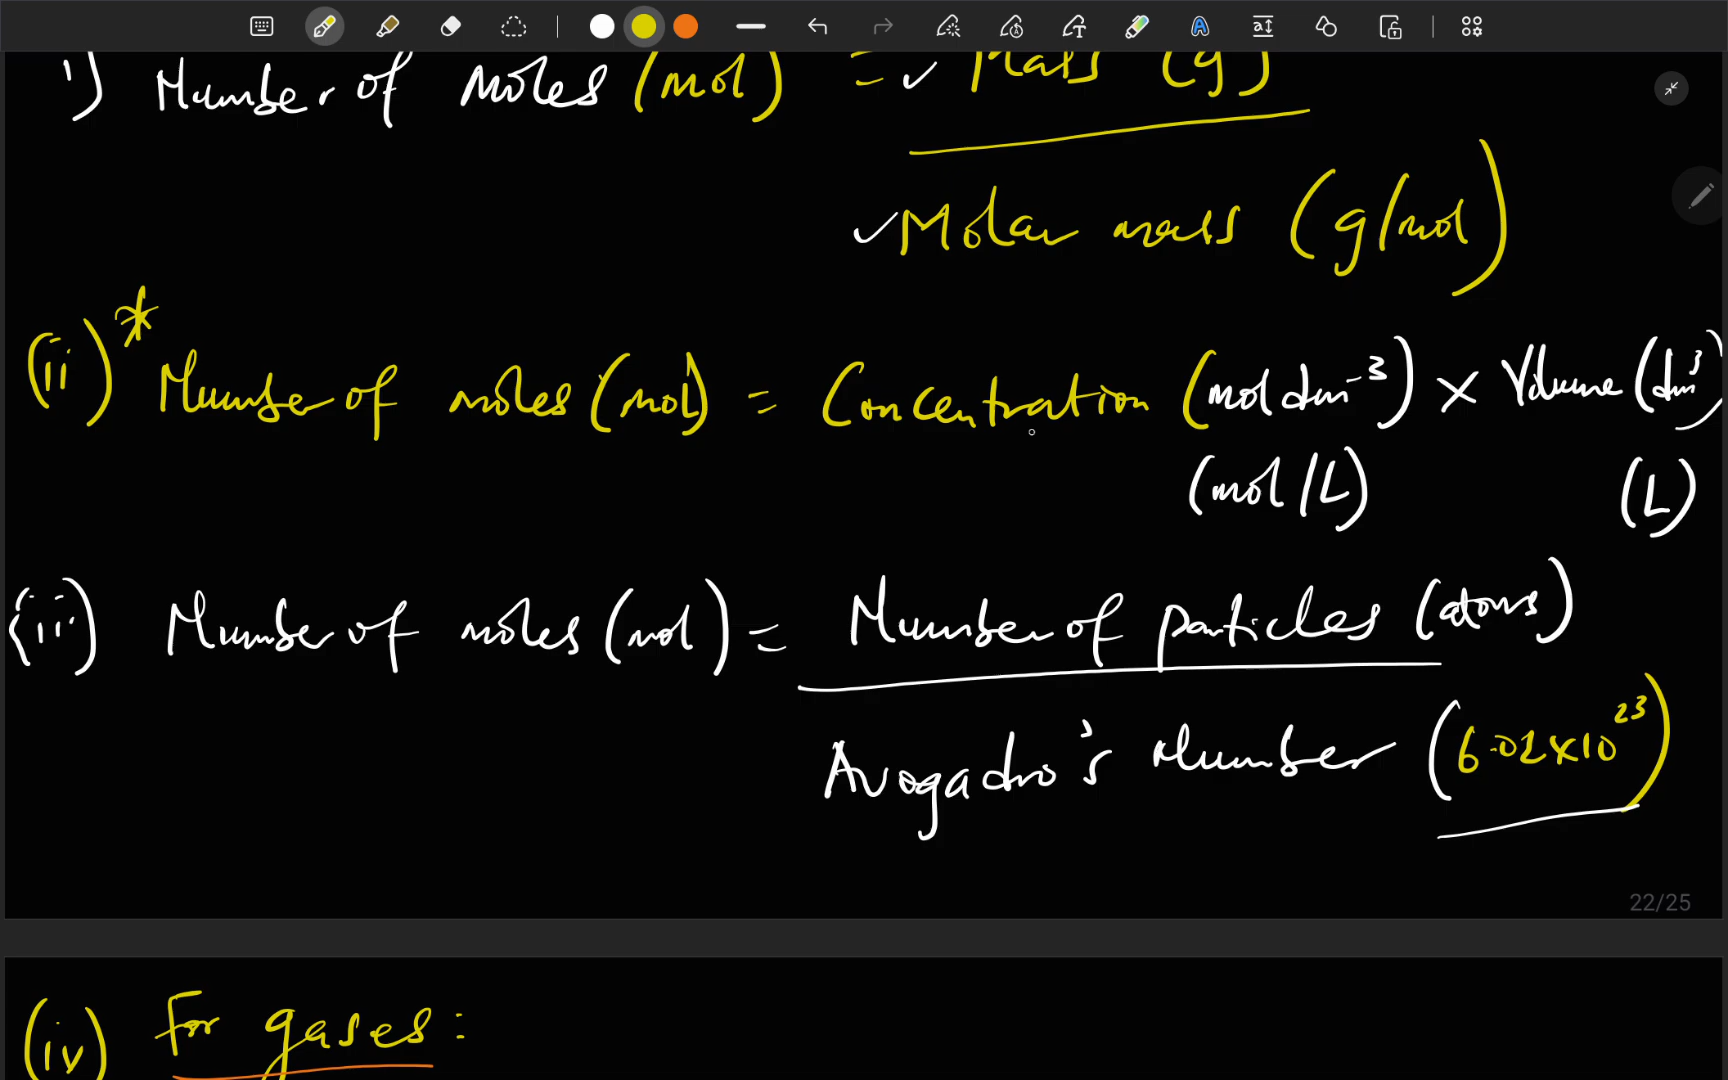 i) Number of moles (mol) = Mass (g)
Molar mass (g/mol)
(ii)* Number of moles (mol) = Concentration (mol dm⁻³) × Volume (dm³)
(mol/L) (L)
(iii) Number of moles (mol) = Number of particles (atoms)
Avogadro's Number (6.02×10²³)
22/25
(iv) For gases: